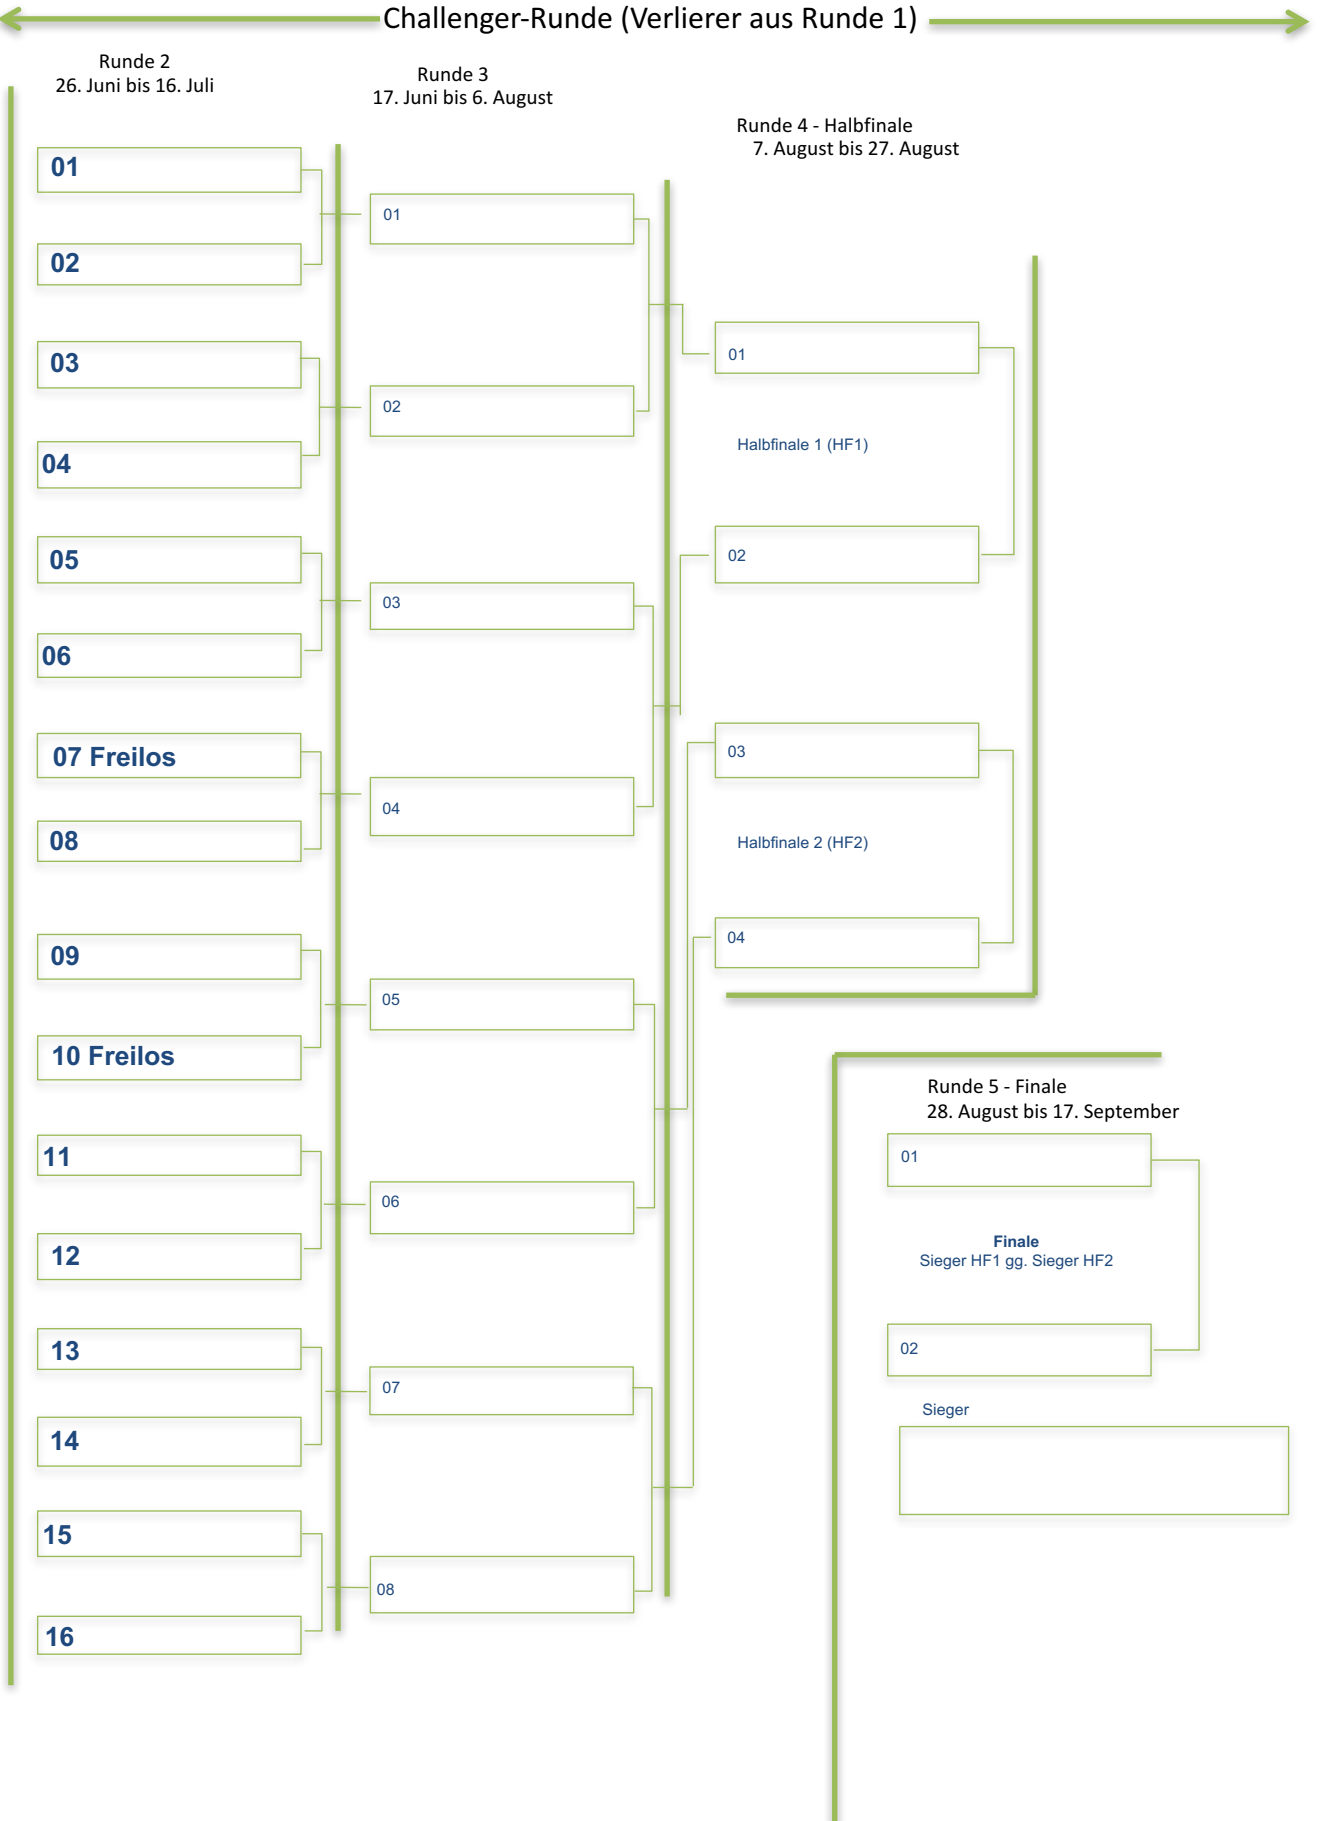 Challenger-Runde (Verlierer aus Runde 1)
Runde 2
26. Juni bis 16. Juli
01
02
03
04
05
06
07 Freilos
08
09
10 Freilos
11
12
13
14
15
16
Runde 3
17. Juni bis 6. August
01
02
03
04
05
06
07
08
Runde 4 - Halbfinale
7. August bis 27. August
01
Halbfinale 1 (HF1)
02
03
Halbfinale 2 (HF2)
04
Runde 5 - Finale
28. August bis 17. September
01
Finale
Sieger HF1 gg. Sieger HF2
02
Sieger